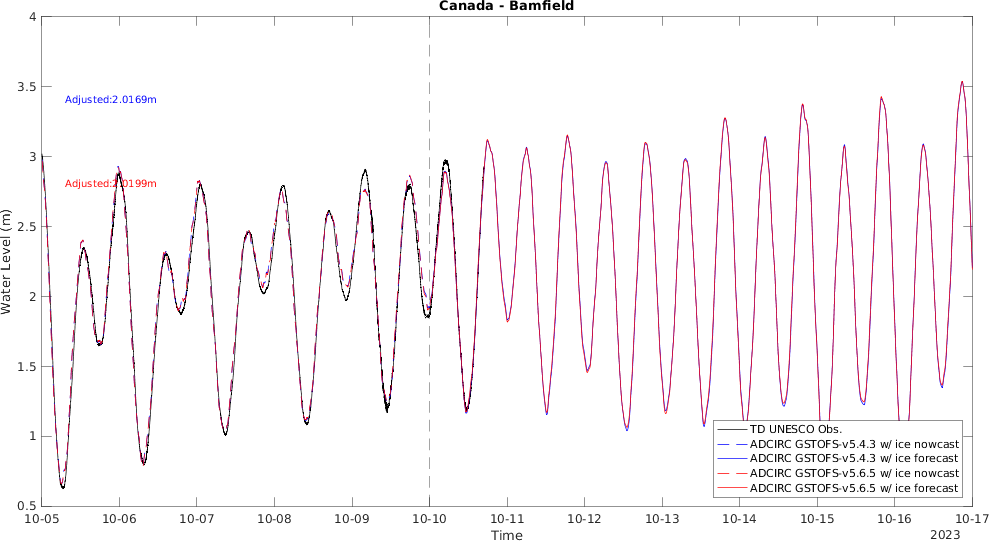 Canada - Bamfield
4
3.5
3
2.5
2
1.5
1
0.5
Water Level (m)
Adjusted:2.0169m
Adjusted:2.0199m
TD UNESCO Obs.
ADCIRC GSTOFS-v5.4.3 w/ ice nowcast
ADCIRC GSTOFS-v5.4.3 w/ ice forecast
ADCIRC GSTOFS-v5.6.5 w/ ice nowcast
ADCIRC GSTOFS-v5.6.5 w/ ice forecast
10-05 10-06 10-07 10-08 10-09 10-10 10-11 10-12 10-13 10-14 10-15 10-16 10-17
Time
2023